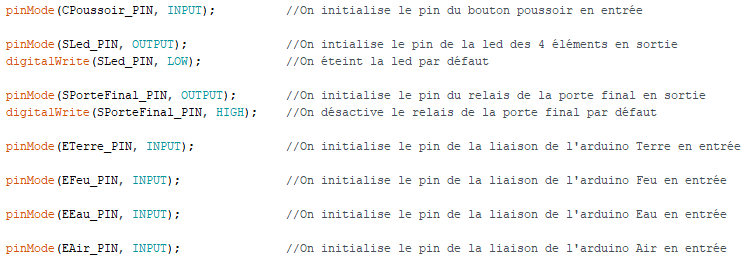 pinMode(CPoussoir_PIN, INPUT); //On initialise le pin du bouton poussoir en entrée
pinMode(SLed_PIN, OUTPUT); //On intialise le pin de la led des 4 éléments en sortie
digitalWrite(SLed_PIN, LOW); //On éteint la led par défaut
pinMode(SPorteFinal_PIN, OUTPUT); //On initialise le pin du relais de la porte final en sortie
digitalWrite(SPorteFinal_PIN, HIGH); //On désactive le relais de la porte final par défaut
pinMode(ETerre_PIN, INPUT); //On initialise le pin de la liaison de l'arduino Terre en entrée
pinMode(EFeu_PIN, INPUT); //On initialise le pin de la liaison de l'arduino Feu en entrée
pinMode(EEau_PIN, INPUT); //On initialise le pin de la liaison de l'arduino Eau en entrée
pinMode(EAir_PIN, INPUT); //On initialise le pin de la liaison de l'arduino Air en entrée